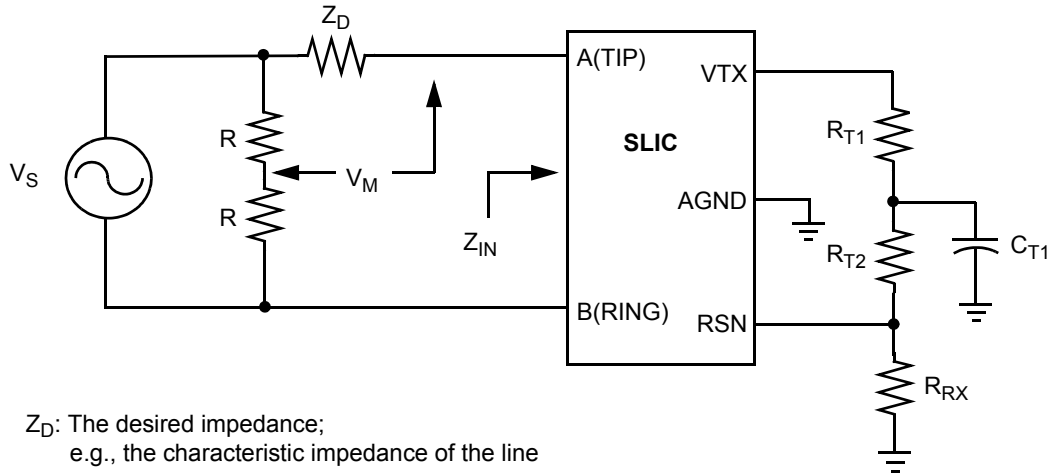 Z_D
A(TIP)
VTX
R_T1
R
SLIC
V_S
V_M
AGND
R
Z_IN
R_T2
C_T1
B(RING)
RSN
R_RX
Z_D: The desired impedance;
e.g., the characteristic impedance of the line